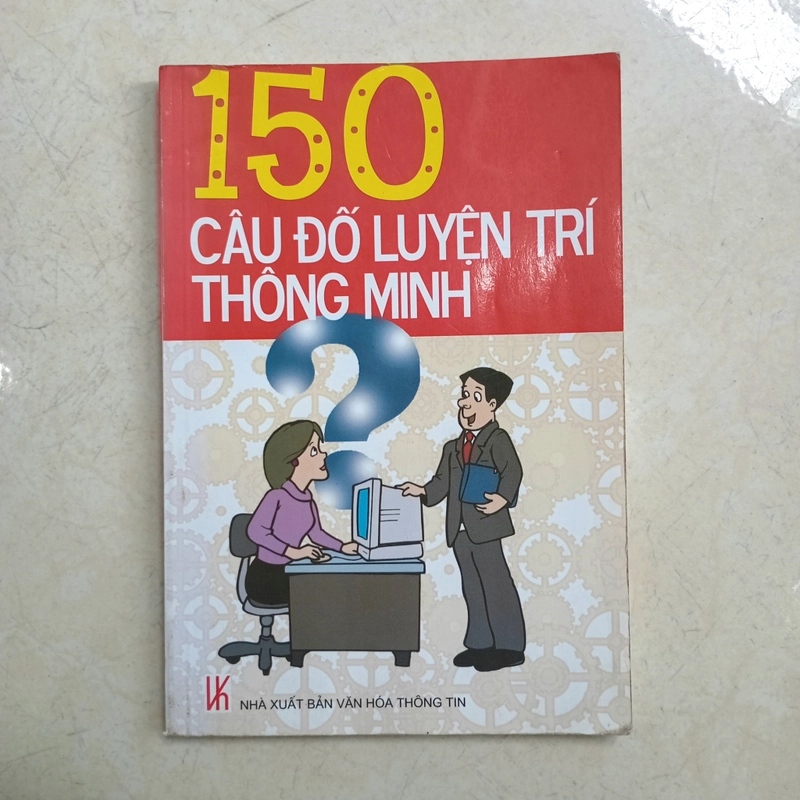 150
CÂU ĐỐ LUYỆN TRÍ
THÔNG MINH
NHÀ XUẤT BẢN VĂN HÓA THÔNG TIN